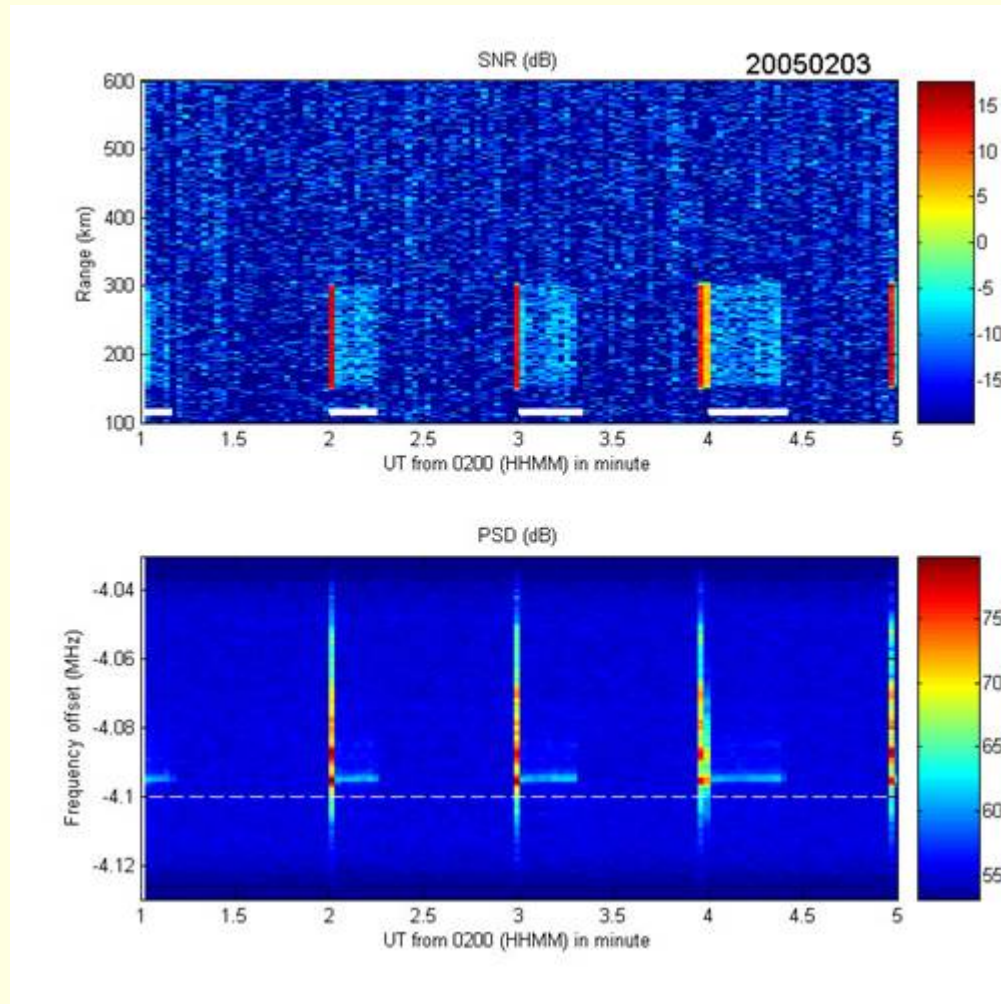 SNR (dB) 20050203
600
500
400
300
200
100
Range (km)
15
10
5
0
-5
-10
-15
1 1.5 2 2.5 3 3.5 4 4.5 5
UT from 0200 (HHMM) in minute
PSD (dB)
-4.04
-4.06
-4.08
-4.1
-4.12
Frequency offset (MHz)
75
70
65
60
55
1 1.5 2 2.5 3 3.5 4 4.5 5
UT from 0200 (HHMM) in minute